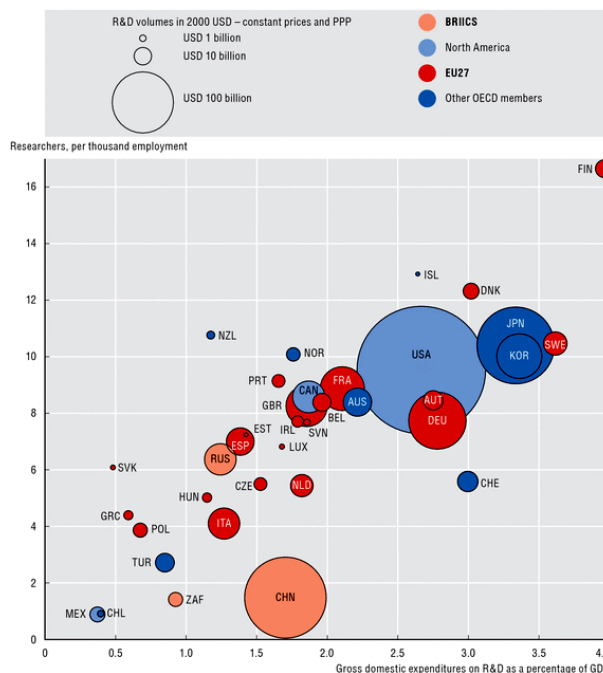 R&D volumes in 2000 USD – constant prices and PPP
USD 1 billion
USD 10 billion
USD 100 billion
BRIICS
North America
EU27
Other OECD members
Researchers, per thousand employment
16
14
12
10
8
6
4
2
0
FIN
ISL
DNK
NZL
NOR
JPN
USA
KOR
SWE
PRT
FRA
CAN
GBR
AUS
AUT
BEL
DEU
EST
IRL
SVN
ESP
LUX
RUS
SVK
CZE
NLD
CHE
HUN
GRC
POL
ITA
TUR
CHN
ZAF
MEX
CHL
0
0.5
1.0
1.5
2.0
2.5
3.0
3.5
4.
Gross domestic expenditures on R&D as a percentage of GD